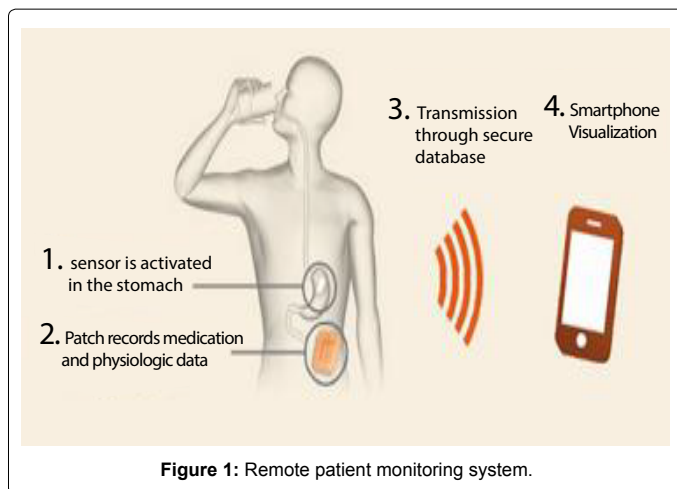 3. Transmission
through secure
database
4. Smartphone
Visualization
1. sensor is activated
in the stomach
2. Patch records medication
and physiologic data
Figure 1: Remote patient monitoring system.